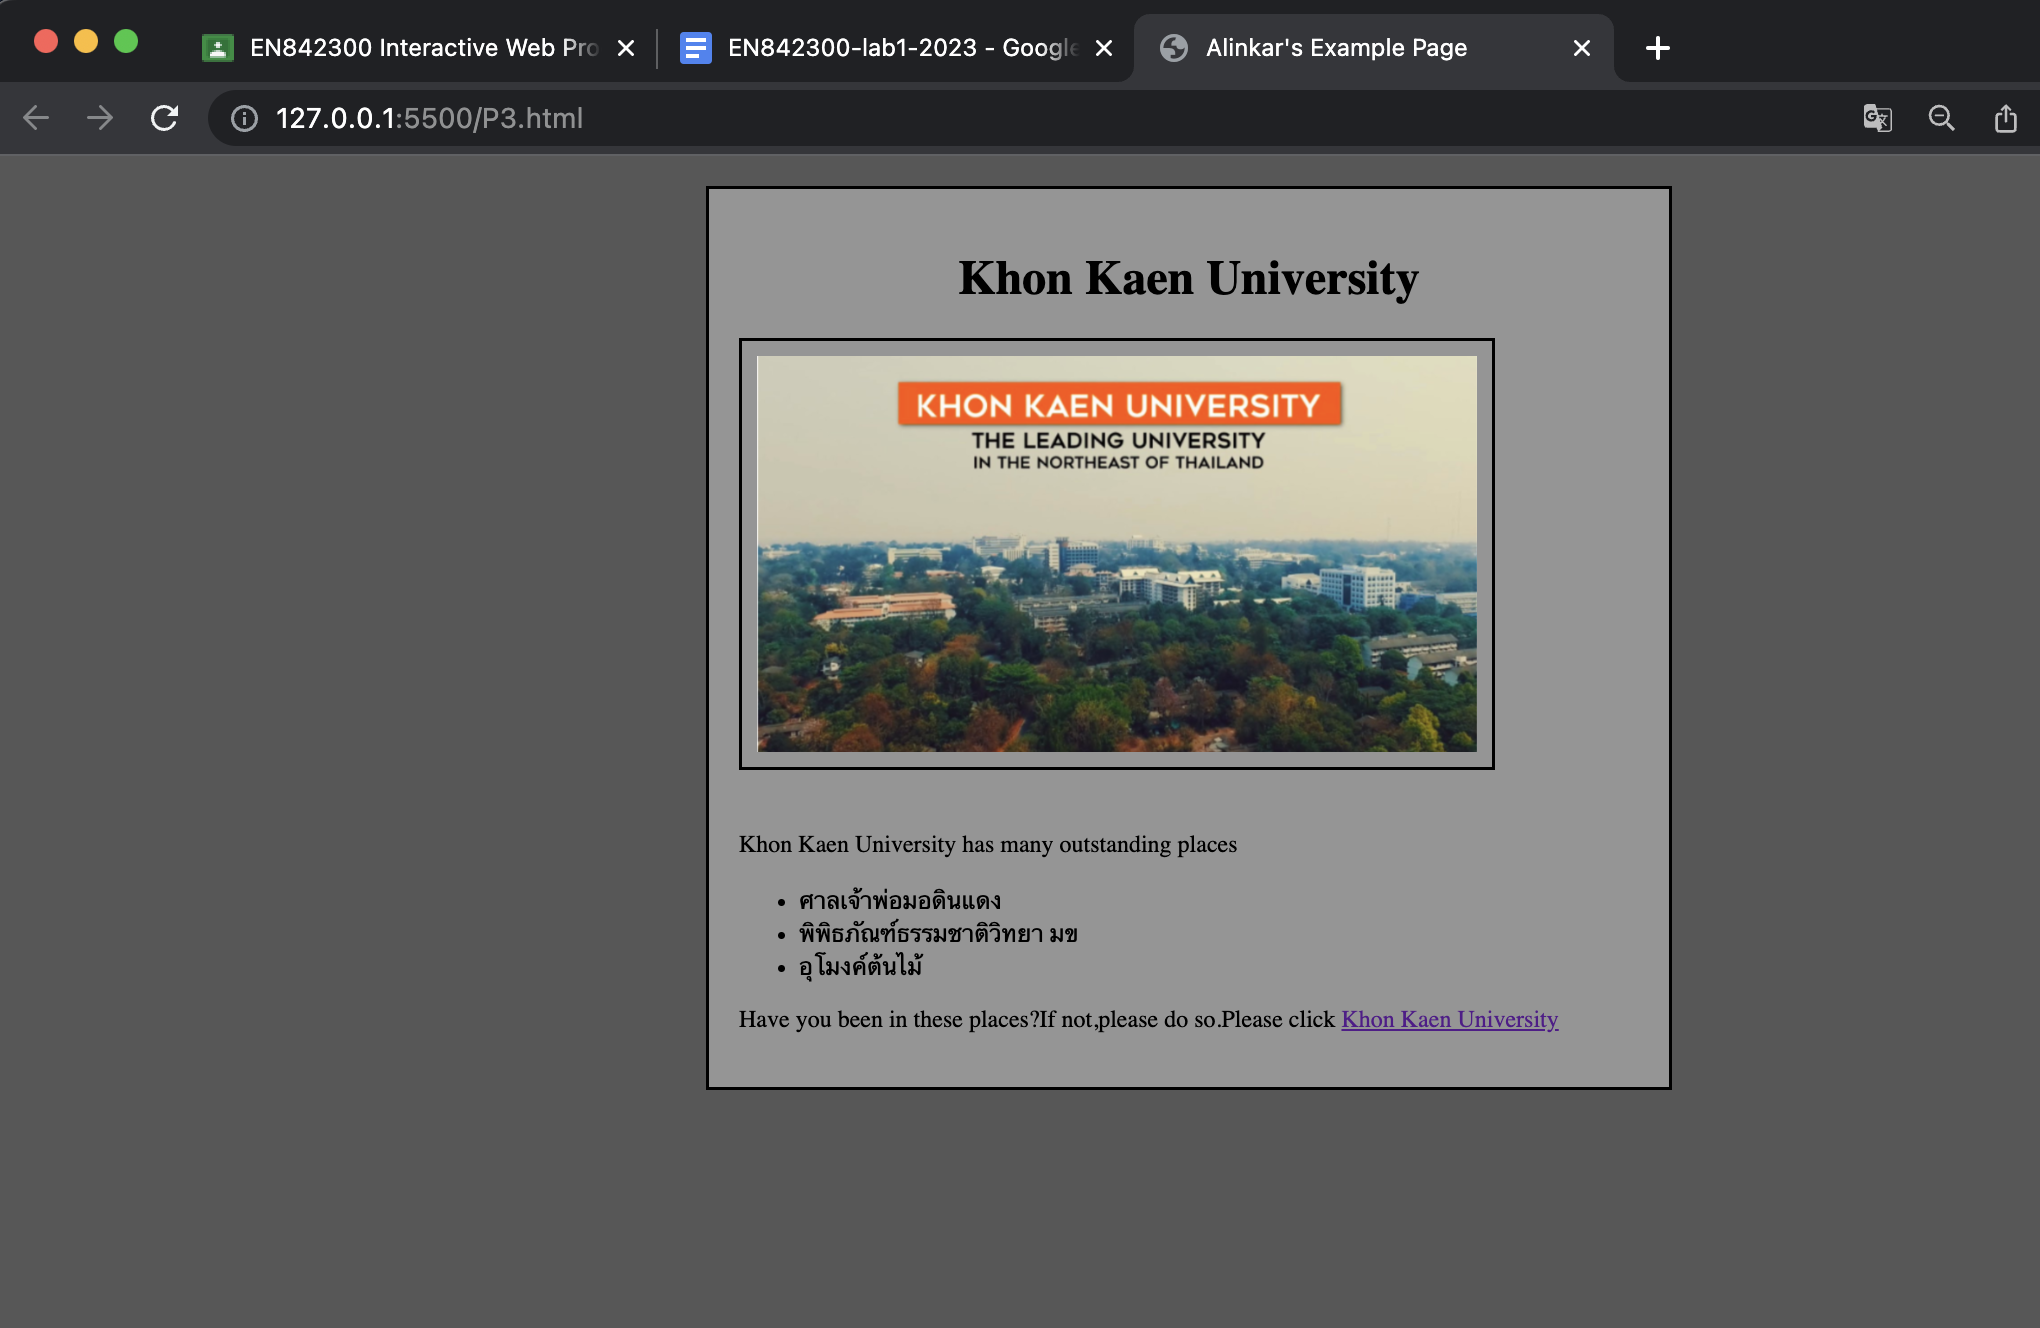 EN842300 Interactive Web Pro
EN842300-lab1-2023 - Google
Alinkar's Example Page
127.0.0.1:5500/P3.html
Khon Kaen University
KHON KAEN UNIVERSITY
THE LEADING UNIVERSITY
IN THE NORTHEAST OF THAILAND
Khon Kaen University has many outstanding places
ศาลเจ้าพ่อมอดินแดง
พิพิธภัณฑ์ธรรมชาติวิทยา มข
อุโมงค์ต้นไม้
Have you been in these places?If not,please do so.Please click Khon Kaen University